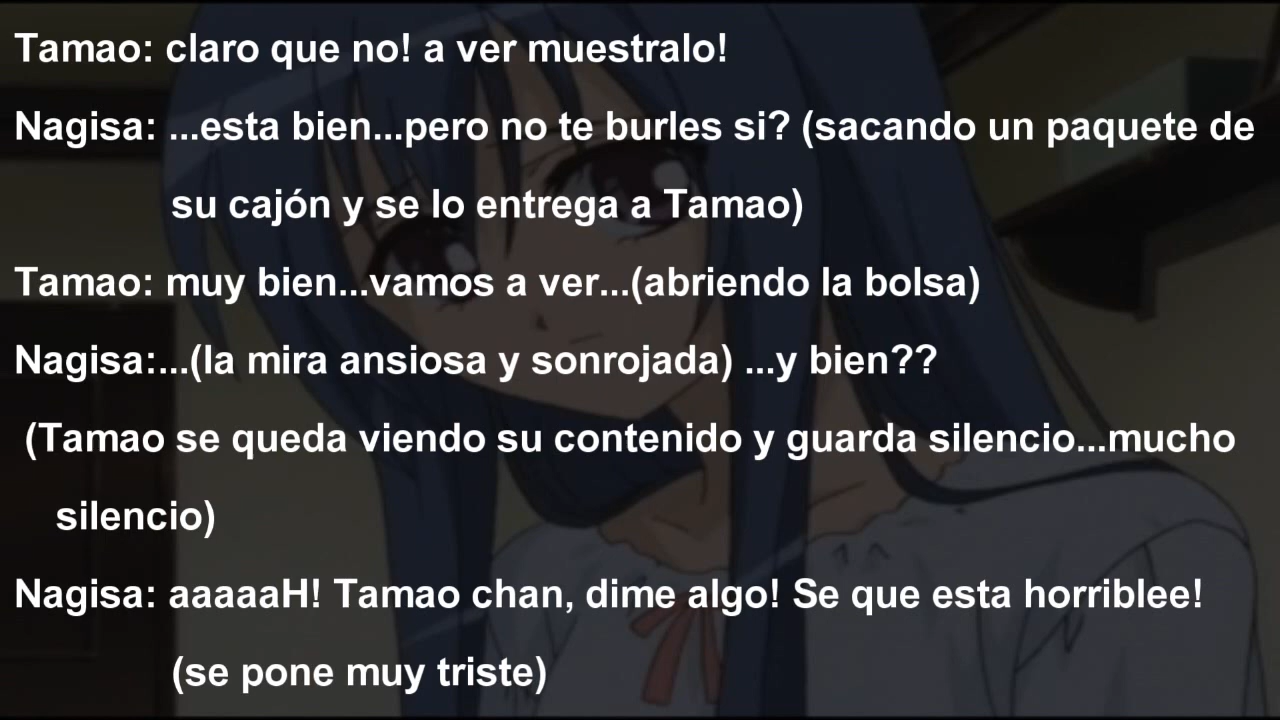 Tamao: claro que no! a ver muestralo!
Nagisa: ...esta bien...pero no te burles si? (sacando un paquete de
su cajón y se lo entrega a Tamao)
Tamao: muy bien...vamos a ver...(abriendo la bolsa)
Nagisa:...(la mira ansiosa y sonrojada) ...y bien??
(Tamao se queda viendo su contenido y guarda silencio...mucho
silencio)
Nagisa: aaaaaH! Tamao chan, dime algo! Se que esta horriblee!
(se pone muy triste)